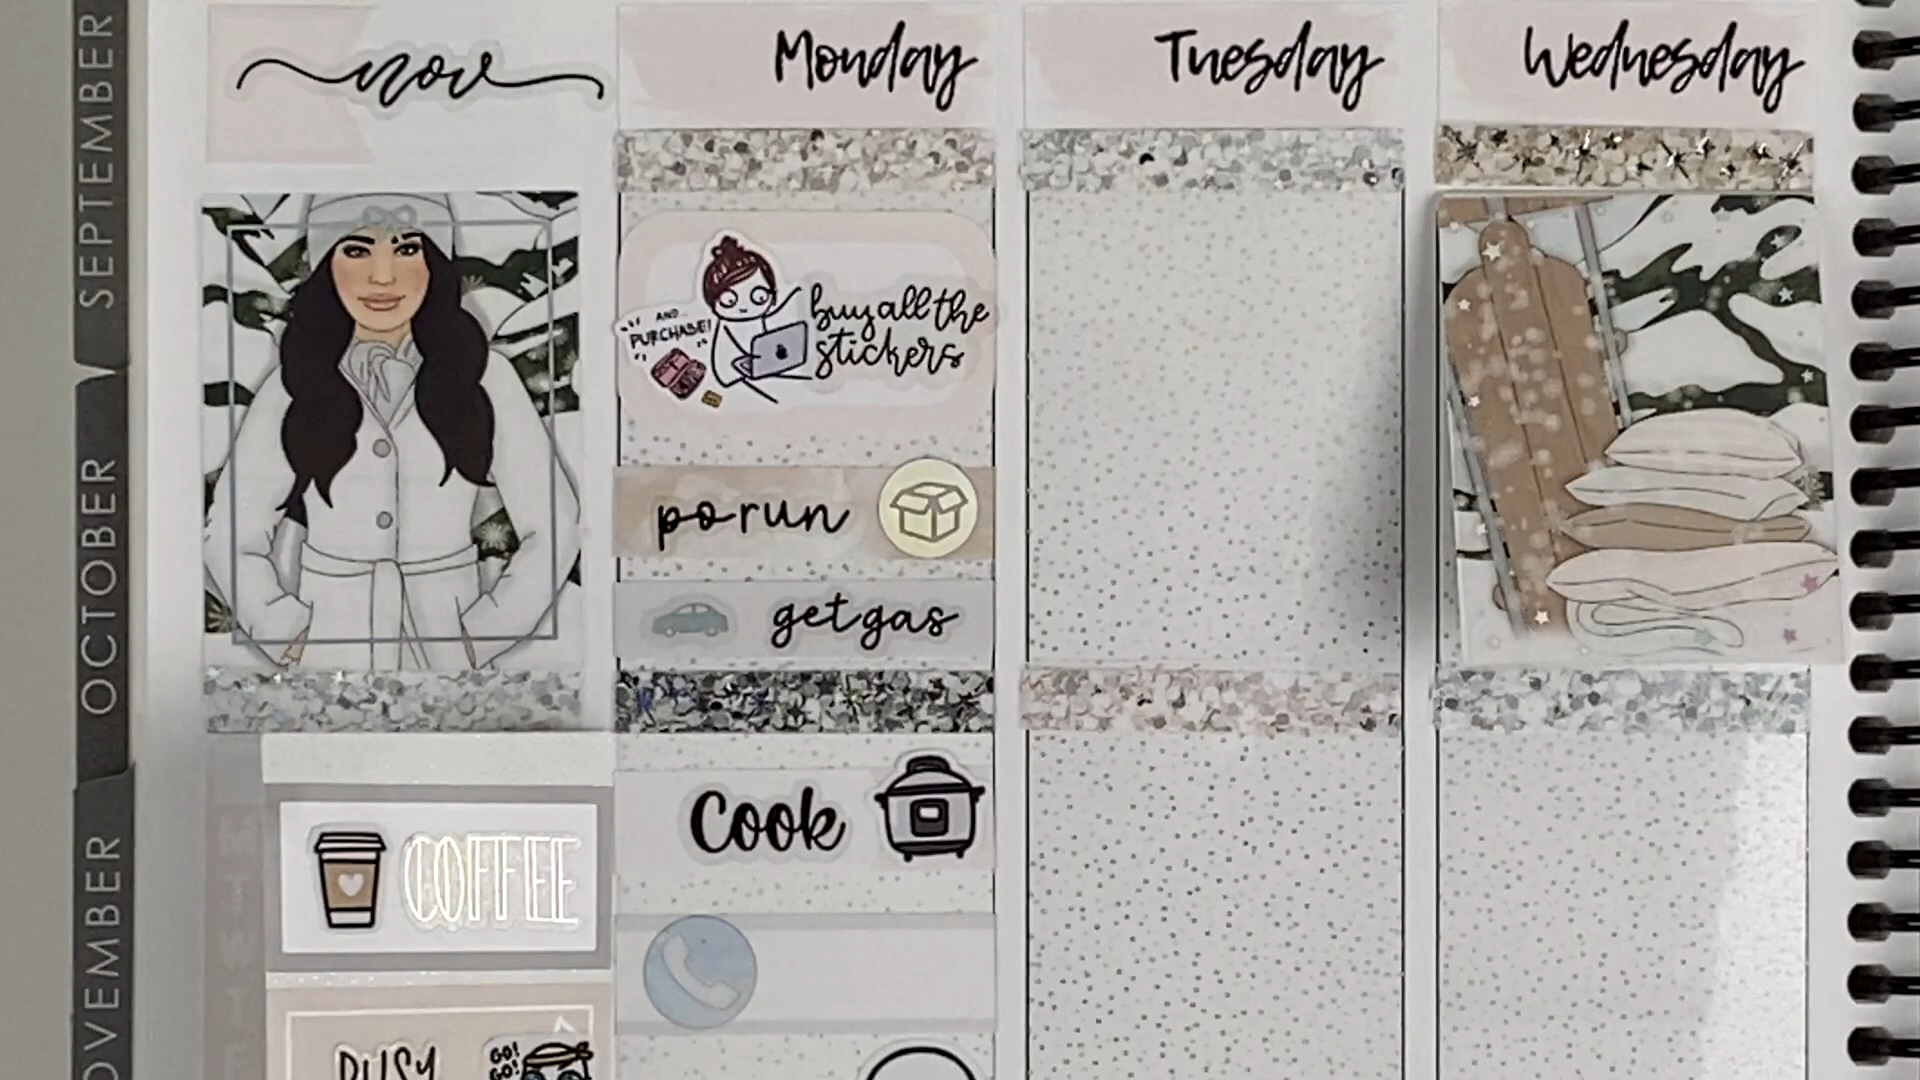 SEPTEMBER
OCTOBER
OVEMBER
nov
Monday
Tuesday
Wednesday
AND...
PURCHASE!
buy all the
stickers
po run
get gas
Cook
COFFEE
BUSY
GO!
GO!
M
T
W
T